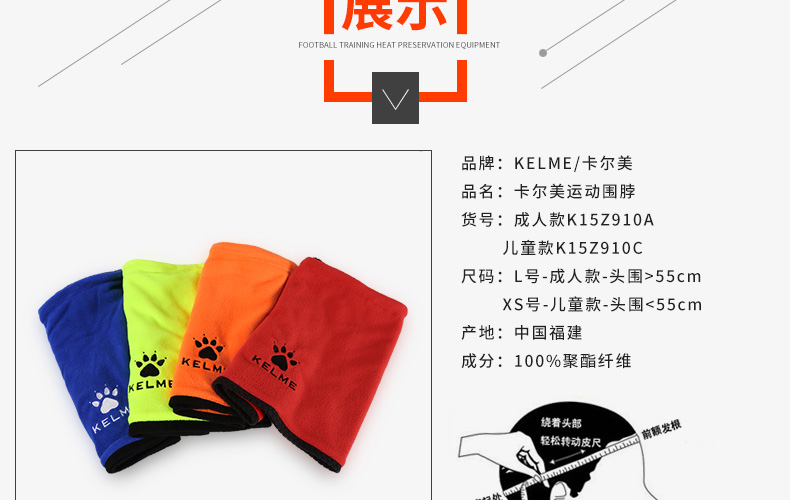 展示
FOOTBALL TRAINING HEAT PRESERVATION EQUIPMENT
品牌：KELME/卡尔美
品名：卡尔美运动围脖
货号：成人款K15Z910A
儿童款K15Z910C
尺码：L号-成人款-头围>55cm
XS号-儿童款-头围<55cm
产地：中国福建
成分：100%聚酯纤维
KELME
KELME
KELM
KELME
绕着头部
轻松转动皮尺
前额发根